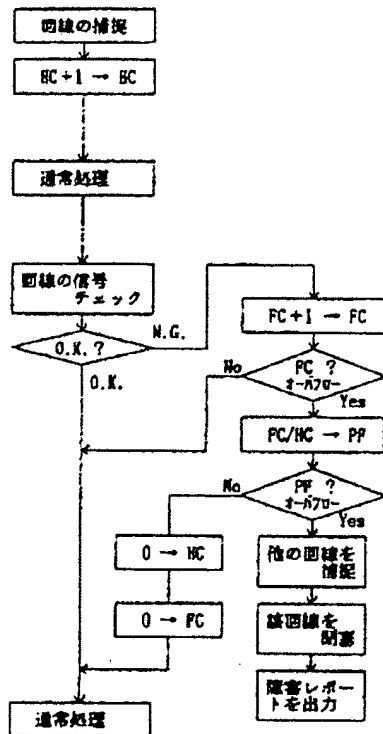 回線の捕捉
HC+1 → HC
通常処理
回線の信号
チェック
O.K.?
N.G.
O.K.
FC+1 → FC
FC ?
オーバフロー
No
Yes
FC/HC → PF
PF ?
オーバフロー
No
Yes
0 → HC
0 → FC
他の回線を
捕捉
該回線を
閉塞
障害レポー
トを出力
通常処理